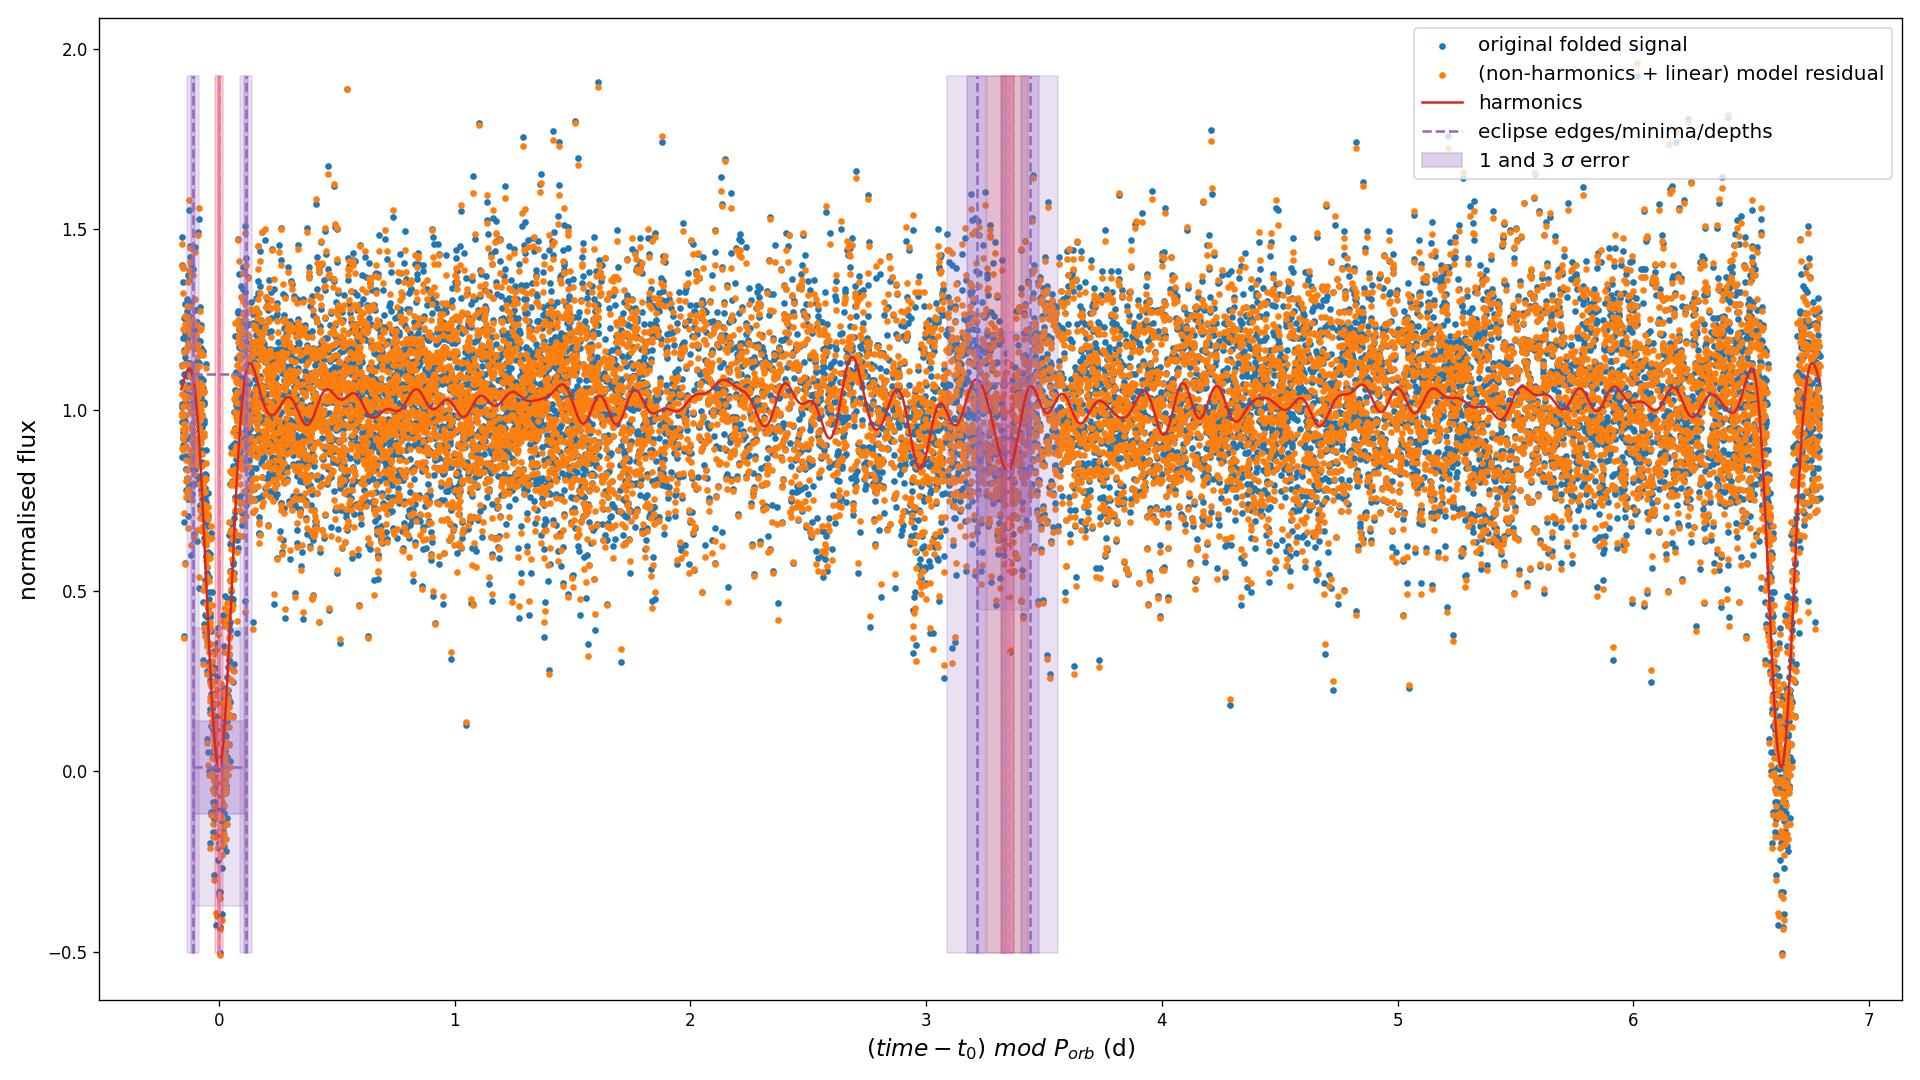 original folded signal
(non-harmonics + linear) model residual
harmonics
eclipse edges/minima/depths
1 and 3 σ error
normalised flux
2.0
1.5
1.0
0.5
0.0
−0.5
0 1 2 3 4 5 6 7
(time − t₀) mod P_orb (d)